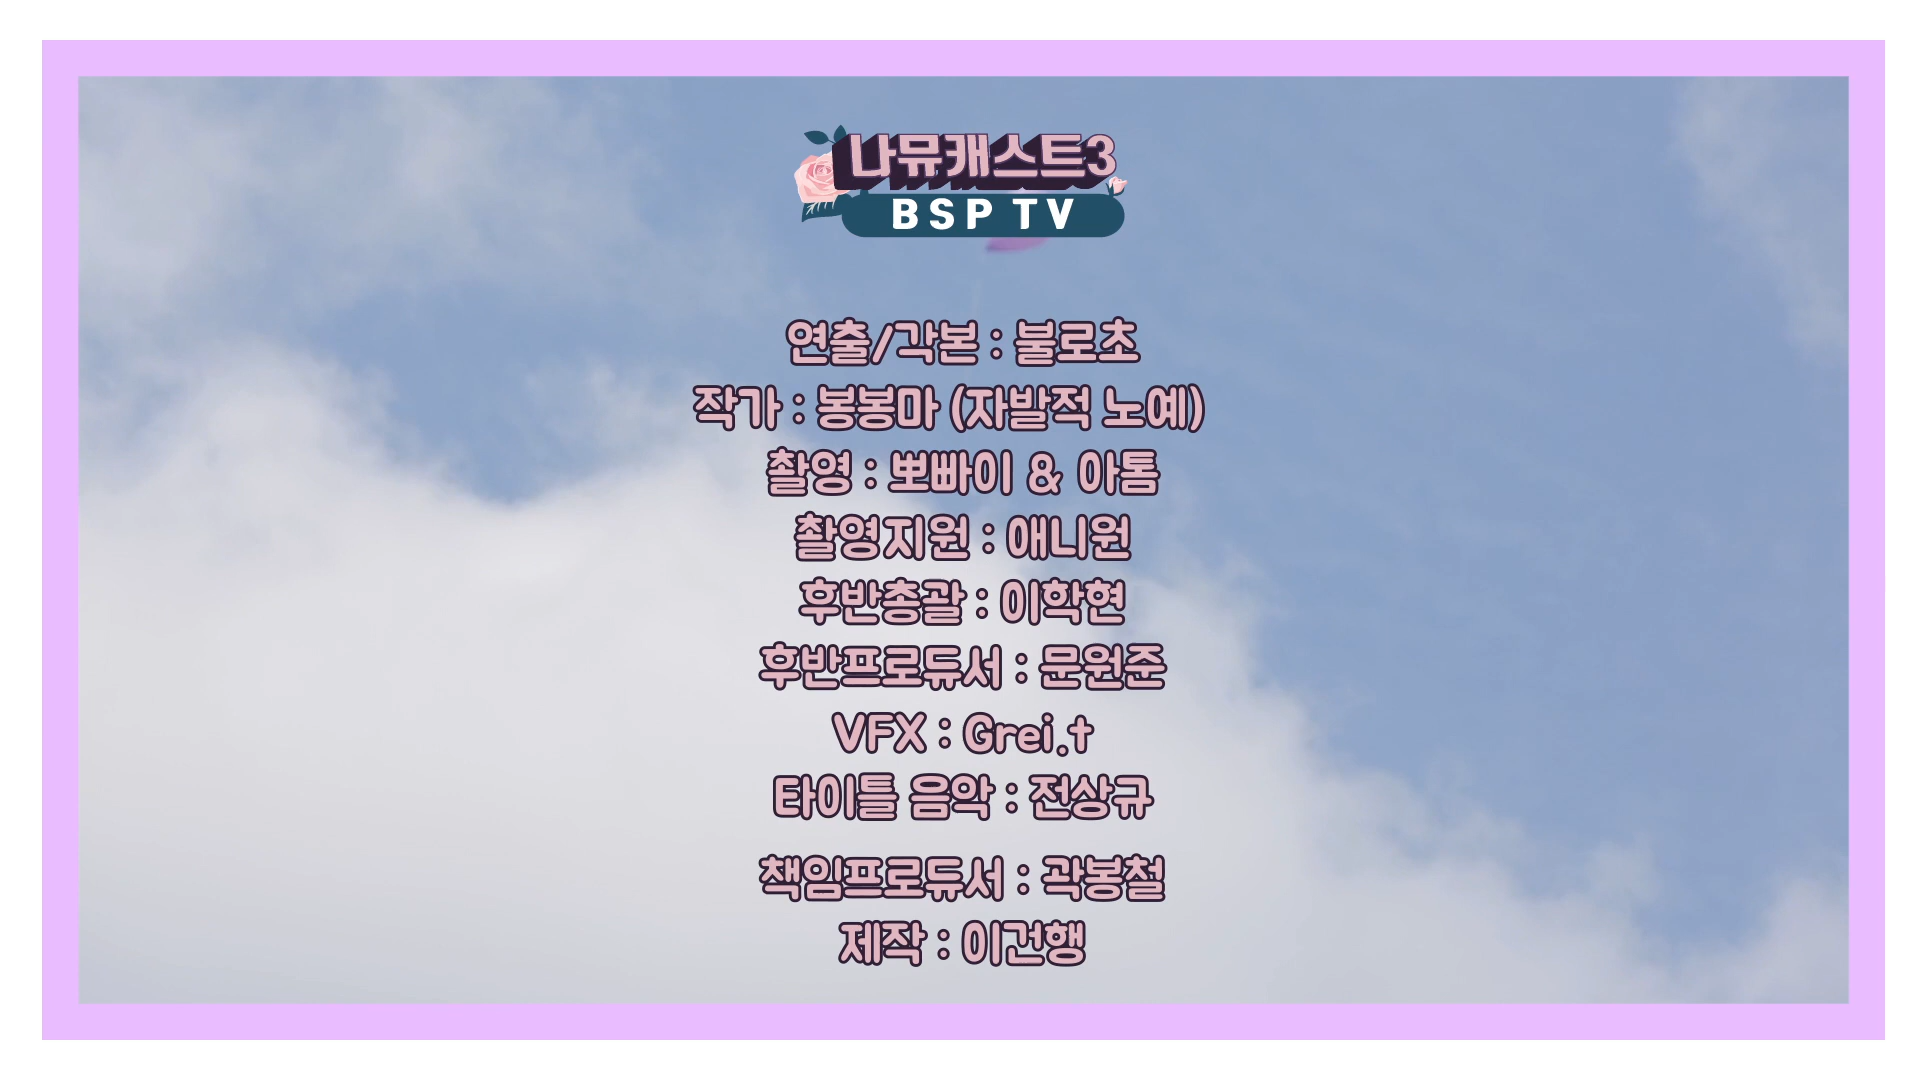 나뮤캐스트3
BSP TV
연출/각본 : 불로초
작가 : 봉봉마 (자발적 노예)
촬영 : 뽀빠이 & 아톰
촬영지원 : 애니원
후반총괄 : 이학현
후반프로듀서 : 문원준
VFX : Grei.t
타이틀 음악 : 전상규
책임프로듀서 : 곽봉철
제작 : 이건행